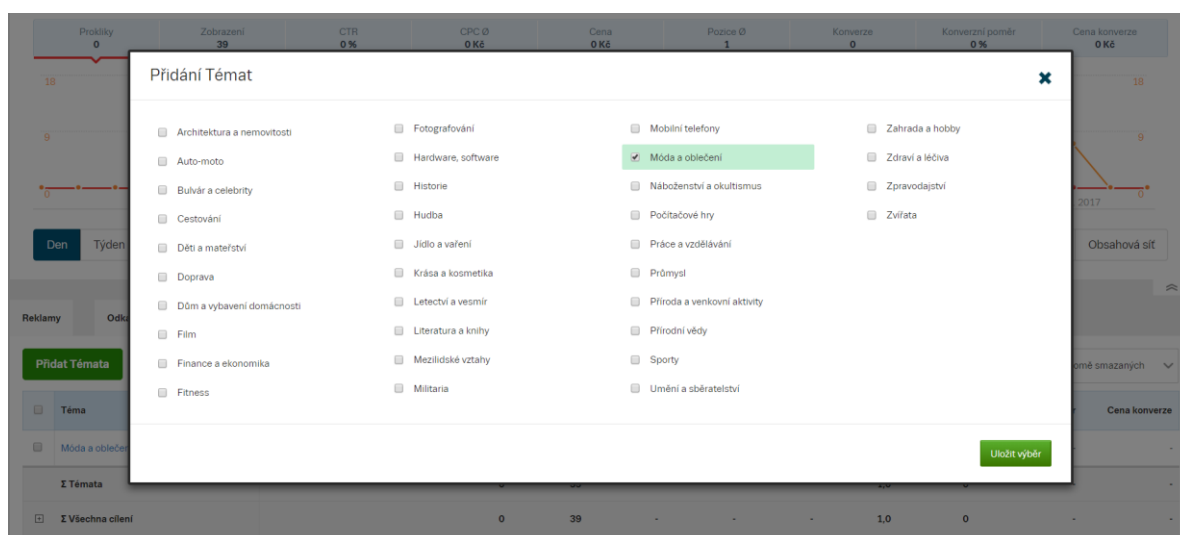 Prokliky Zobrazení CTR CPC Ø Cena Pozice Ø Konverze Konverzní poměr Cena konverze
0 39 0 % 0 Kč 0 Kč 1 0 0 % 0 Kč
Přidání Témat
18 18
9 9
0 0
2017
Architektura a nemovitosti
Auto-moto
Bulvár a celebrity
Cestování
Děti a mateřství
Doprava
Dům a vybavení domácnosti
Film
Finance a ekonomika
Fitness
Fotografování
Hardware, software
Historie
Hudba
Jídlo a vaření
Krása a kosmetika
Letectví a vesmír
Literatura a knihy
Mezilidské vztahy
Militaria
Mobilní telefony
Móda a oblečení
Náboženství a okultismus
Počítačové hry
Práce a vzdělávání
Průmysl
Příroda a venkovní aktivity
Přírodní vědy
Sporty
Umění a sběratelství
Zahrada a hobby
Zdraví a léčiva
Zpravodajství
Zvířata
Uložit výběr
Den Týden Obsahová síť
Reklamy
Přidat Témata smazaných
Téma Cena konverze
Móda a
Σ Témata
Σ Všechna cílení 0 39 - - - 1,0 0 - -